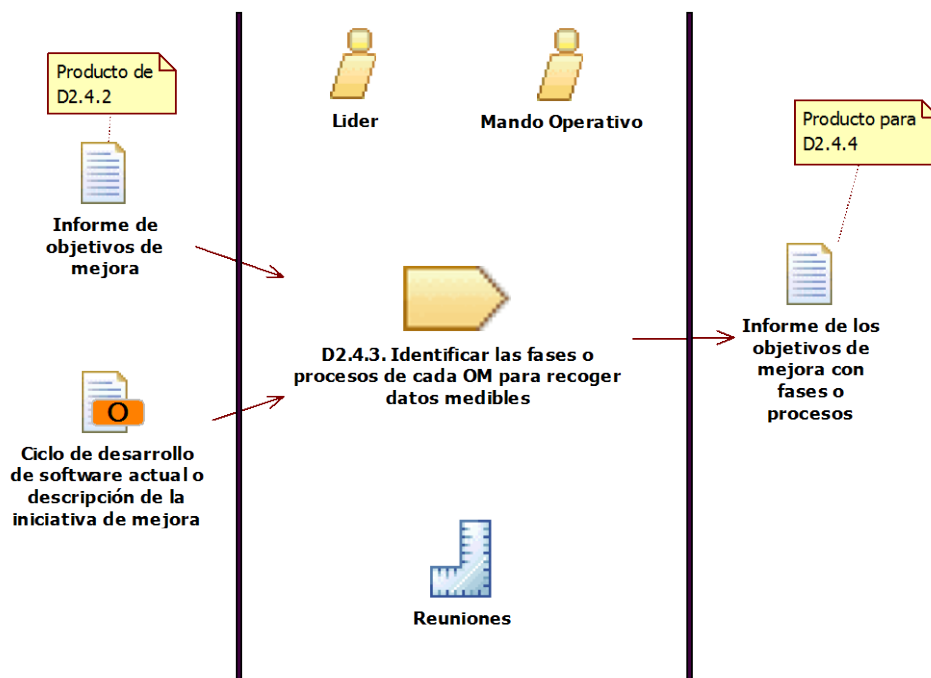 Producto de
D2.4.2
Informe de
objetivos de
mejora
O
Ciclo de desarrollo
de software actual o
descripción de la
iniciativa de mejora
Lider
Mando Operativo
D2.4.3. Identificar las fases o
procesos de cada OM para recoger
datos medibles
Reuniones
Producto para
D2.4.4
Informe de los
objetivos de
mejora con
fases o
procesos